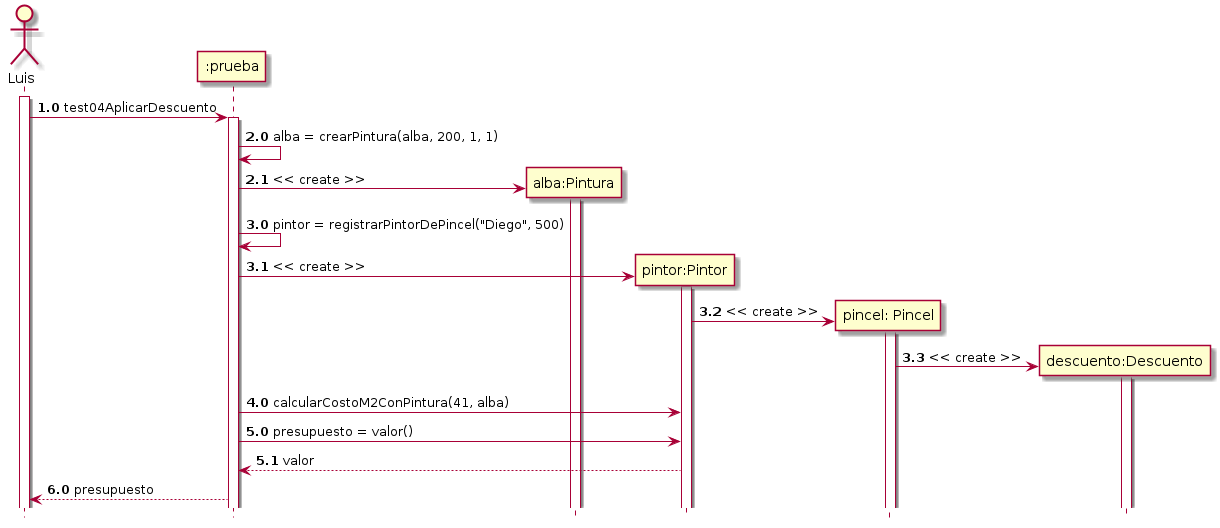 Luis
:prueba
1.0 test04AplicarDescuento
2.0 alba = crearPintura(alba, 200, 1, 1)
2.1 << create >>
alba:Pintura
3.0 pintor = registrarPintorDePincel("Diego", 500)
3.1 << create >>
pintor:Pintor
3.2 << create >>
pincel: Pincel
3.3 << create >>
descuento:Descuento
4.0 calcularCostoM2ConPintura(41, alba)
5.0 presupuesto = valor()
5.1 valor
6.0 presupuesto